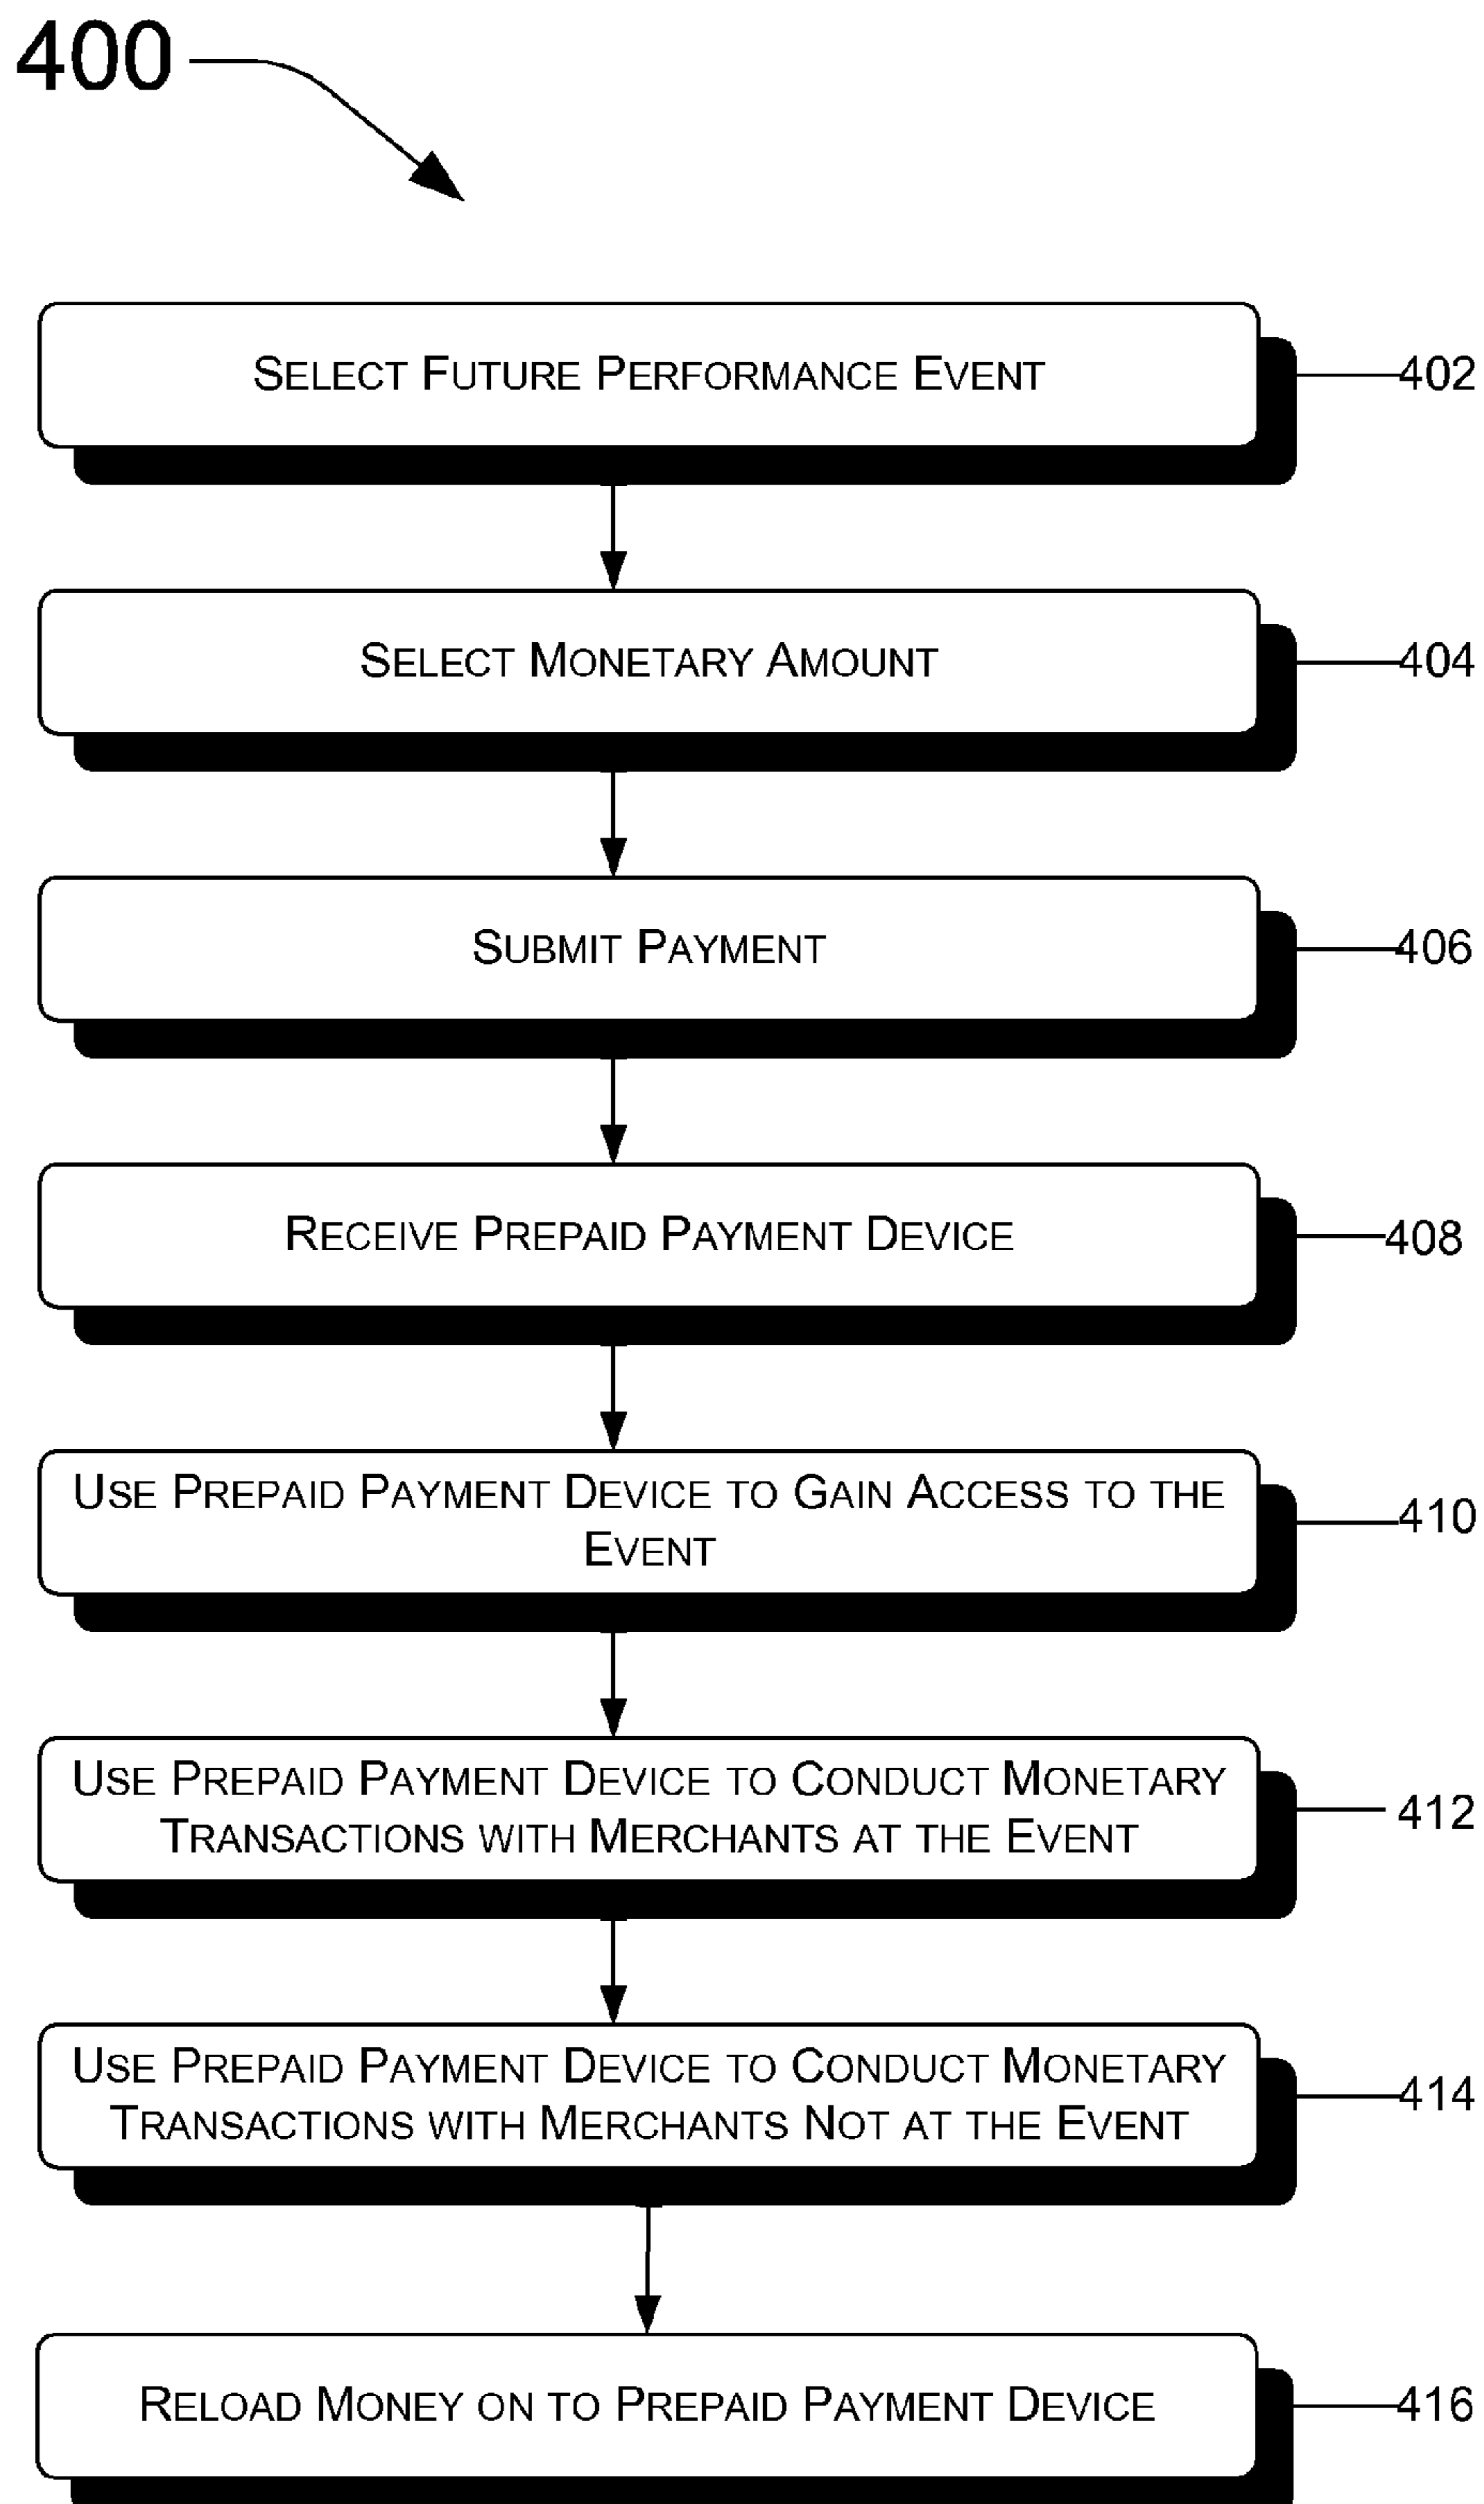 400
SELECT FUTURE PERFORMANCE EVENT
402
SELECT MONETARY AMOUNT
404
SUBMIT PAYMENT
406
RECEIVE PREPAID PAYMENT DEVICE
408
USE PREPAID PAYMENT DEVICE TO GAIN ACCESS TO THE
EVENT
410
USE PREPAID PAYMENT DEVICE TO CONDUCT MONETARY
TRANSACTIONS WITH MERCHANTS AT THE EVENT
412
USE PREPAID PAYMENT DEVICE TO CONDUCT MONETARY
TRANSACTIONS WITH MERCHANTS NOT AT THE EVENT
414
RELOAD MONEY ON TO PREPAID PAYMENT DEVICE
416